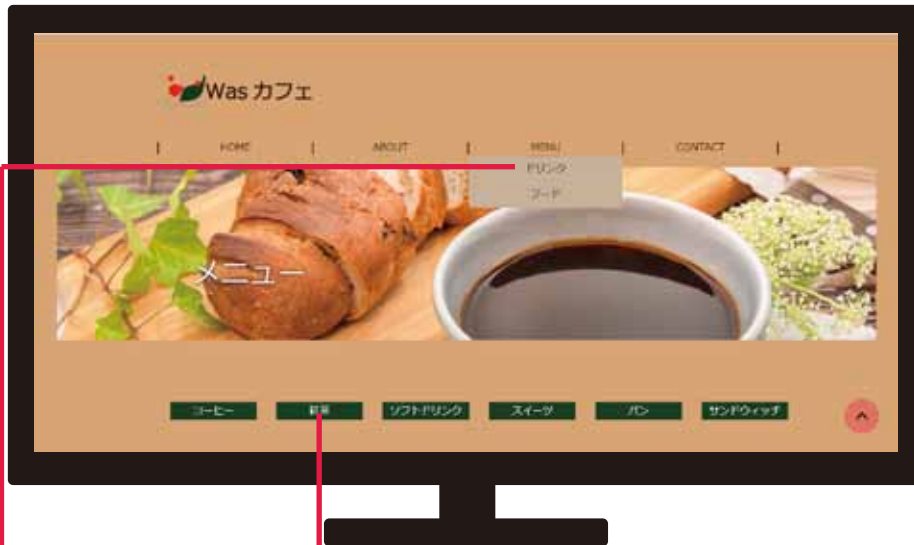 Was カフェ
HOME ABOUT MENU CONTACT
ドリンク
フード
メニュー
コーヒー 紅茶 ソフトドリンク スイーツ パン サンドウィッチ